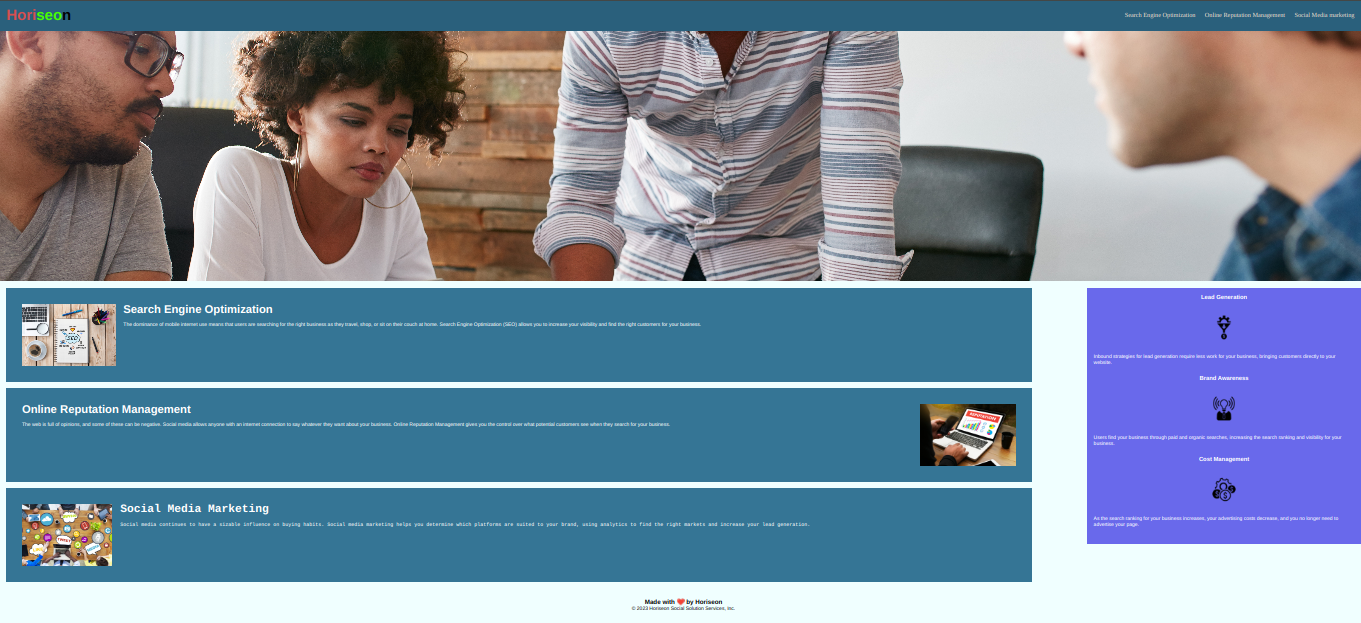 Horiseon
Search Engine Optimization Online Reputation Management Social Media marketing
Search Engine Optimization
The dominance of mobile internet use means that users are searching for the right business as they travel, shop, or sit on their couch at home. Search Engine Optimization (SEO) allows you to increase your visibility and find the right customers for your business.
Online Reputation Management
The web is full of opinions, and some of these can be negative. Social media allows anyone with an internet connection to say whatever they want about your business. Online Reputation Management gives you the control over what potential customers see when they search for your business.
REPUTATION
Social Media Marketing
Social media continues to have a sizable influence on buying habits. Social media marketing helps you determine which platforms are suited to your brand, using analytics to find the right markets and increase your lead generation.
Lead Generation
Inbound strategies for lead generation require less work for your business, bringing customers directly to your
website.
Brand Awareness
Users find your business through paid and organic searches, increasing the search ranking and visibility for your
business.
Cost Management
As the search ranking for your business increases, your advertising costs decrease, and you no longer need to
advertise your page.
Made with ❤️ by Horiseon
© 2023 Horiseon Social Solution Services, Inc.